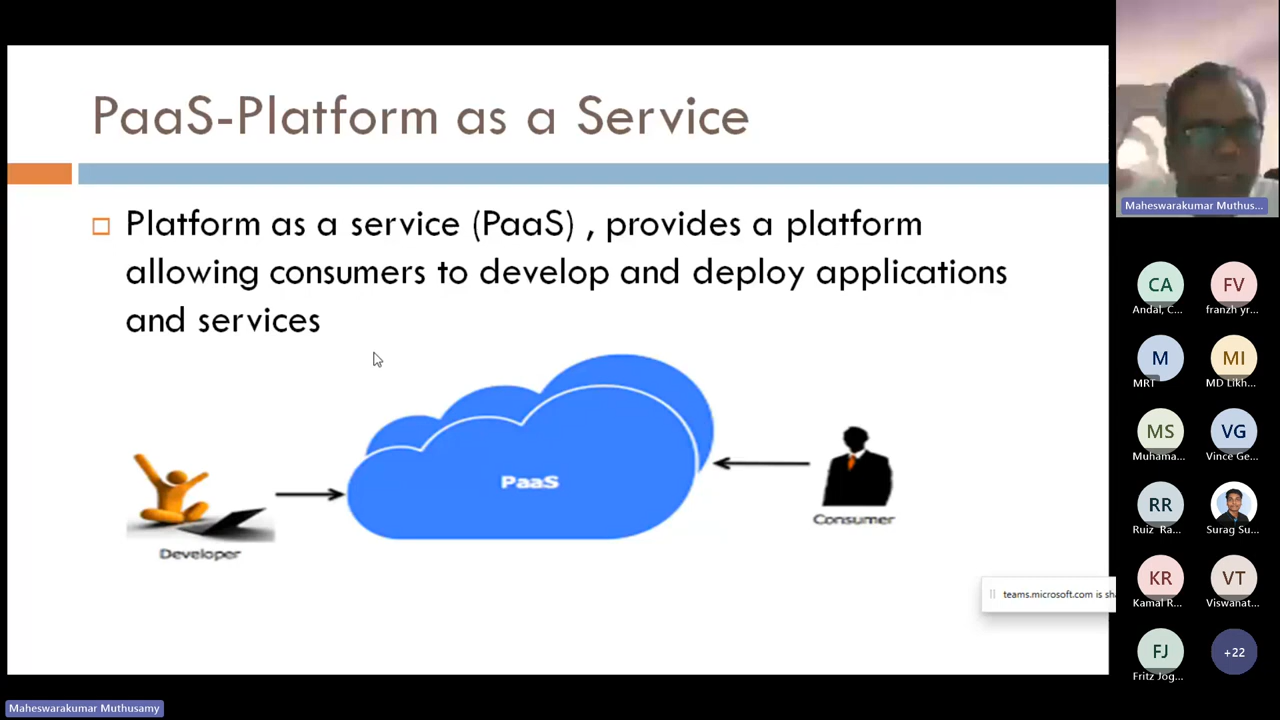 PaaS-Platform as a Service
Platform as a service (PaaS) , provides a platform
allowing consumers to develop and deploy applications
and services
PaaS
Developer
Consumer
teams.microsoft.com is sha
Maheswarakumar Muthus...
CA
FV
Andal, C...
franzh yr...
M
MI
MRT
MD Likh...
MS
VG
Muhama...
Vince Ge...
RR
Ruiz Ra...
Surag Su...
KR
VT
Kamal R...
Viswanat...
FJ
+22
Fritz Jog...
Maheswarakumar Muthusamy